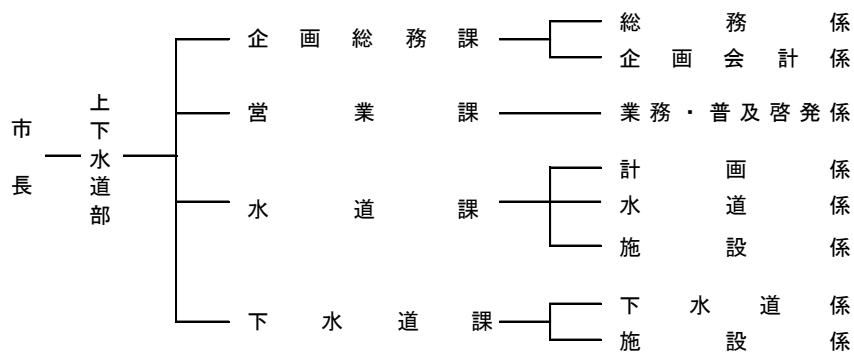 市長
上下水道部
企画総務課
総務係
企画会計係
営業課
業務・普及啓発係
水道課
計画係
水道係
施設係
下水道課
下水道係
施設係